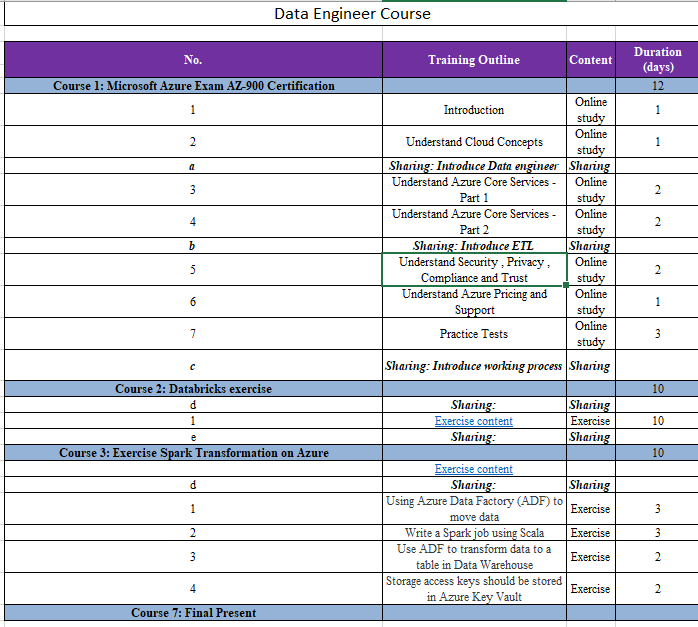 Data Engineer Course
No. Training Outline Content Duration (days)
Course 1: Microsoft Azure Exam AZ-900 Certification 12
1 Introduction Online study 1
2 Understand Cloud Concepts Online study 1
a Sharing: Introduce Data engineer Sharing
3 Understand Azure Core Services - Part 1 Online study 2
4 Understand Azure Core Services - Part 2 Online study 2
b Sharing: Introduce ETL Sharing
5 Understand Security , Privacy , Compliance and Trust Online study 2
6 Understand Azure Pricing and Support Online study 1
7 Practice Tests Online study 3
c Sharing: Introduce working process Sharing
Course 2: Databricks exercise 10
d Sharing: Sharing
1 Exercise content Exercise 10
e Sharing: Sharing
Course 3: Exercise Spark Transformation on Azure 10
Exercise content
d Sharing: Sharing
1 Using Azure Data Factory (ADF) to move data Exercise 3
2 Write a Spark job using Scala Exercise 3
3 Use ADF to transform data to a table in Data Warehouse Exercise 2
4 Storage access keys should be stored in Azure Key Vault Exercise 2
Course 7: Final Present